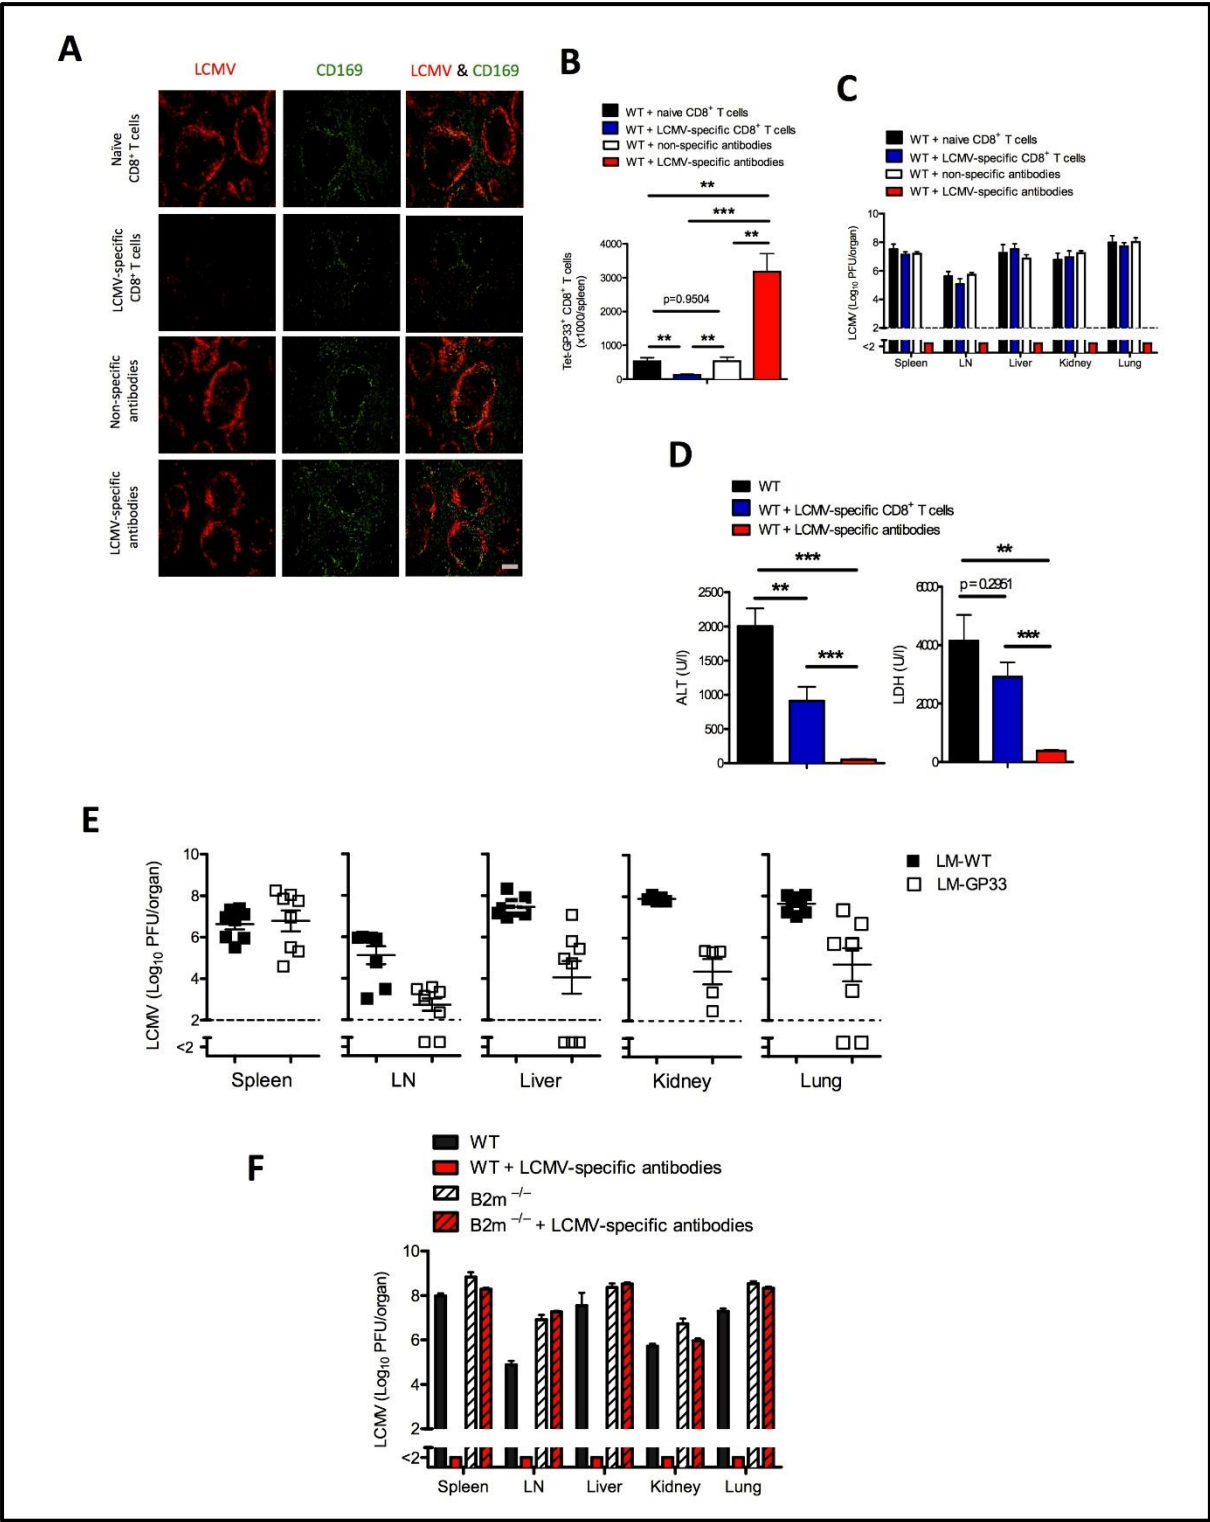 A
LCMV
CD169
LCMV & CD169
Naïve
CD8⁺ T cells
LCMV-specific
CD8⁺ T cells
Non-specific
antibodies
LCMV-specific
antibodies
B
WT + naive CD8⁺ T cells
WT + LCMV-specific CD8⁺ T cells
WT + non-specific antibodies
WT + LCMV-specific antibodies
**
***
**
p=0.9504
**
**
Tet-GP33⁺ CD8⁺ T cells
(x1000/spleen)
4000
3000
2000
1000
0
C
WT + naive CD8⁺ T cells
WT + LCMV-specific CD8⁺ T cells
WT + non-specific antibodies
WT + LCMV-specific antibodies
LCMV (Log₁₀ PFU/organ)
10
8
6
4
2
<2
Spleen
LN
Liver
Kidney
Lung
D
WT
WT + LCMV-specific CD8⁺ T cells
WT + LCMV-specific antibodies
***
**
***
ALT (U/l)
2500
2000
1500
1000
500
0
**
p=0.2951
***
LDH (U/l)
6000
4000
2000
0
E
LCMV (Log₁₀ PFU/organ)
10
8
6
4
2
<2
Spleen
LN
Liver
Kidney
Lung
LM-WT
LM-GP33
F
WT
WT + LCMV-specific antibodies
B2m ⁻/⁻
B2m ⁻/⁻ + LCMV-specific antibodies
LCMV (Log₁₀ PFU/organ)
10
8
6
4
2
<2
Spleen
LN
Liver
Kidney
Lung